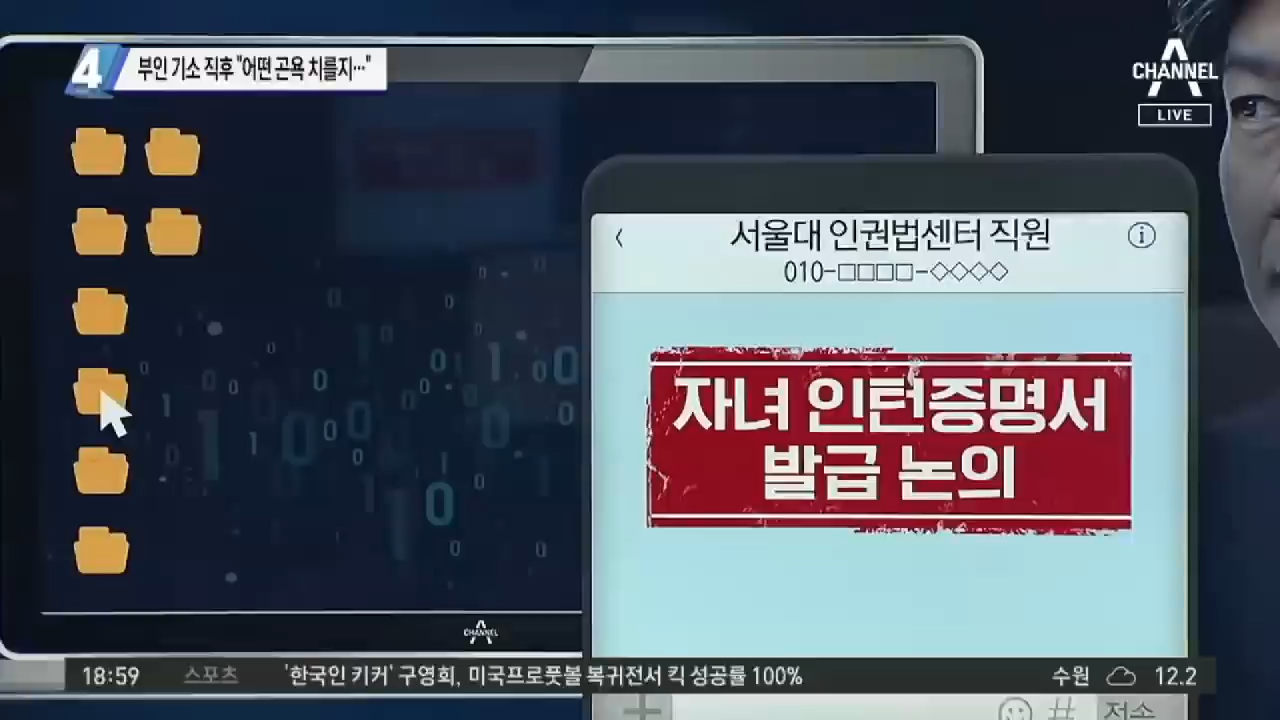 4 부인 기소 직후 "어떤 곤욕 치를지…"
CHANNEL A
LIVE
서울대 인권법센터 직원
010-□□□□-◇◇◇◇
자녀 인턴증명서
발급 논의
CHANNEL A
18:59 스포츠 '한국인 키커' 구영회, 미국프로풋볼 복귀전서 킥 성공률 100% 수원 12.2
# 전송